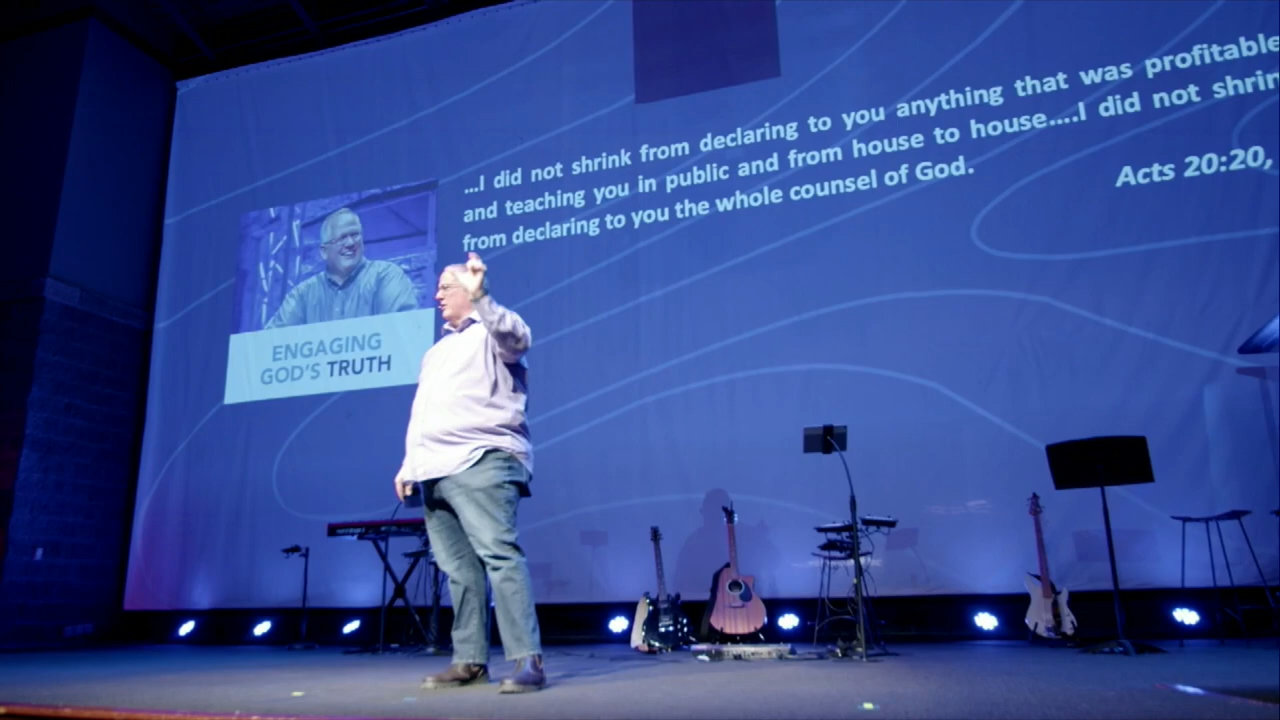 ...I did not shrink from declaring to you anything that was profitable
and teaching you in public and from house to house....I did not shrin
from declaring to you the whole counsel of God.
Acts 20:20,
ENGAGING
GOD'S TRUTH